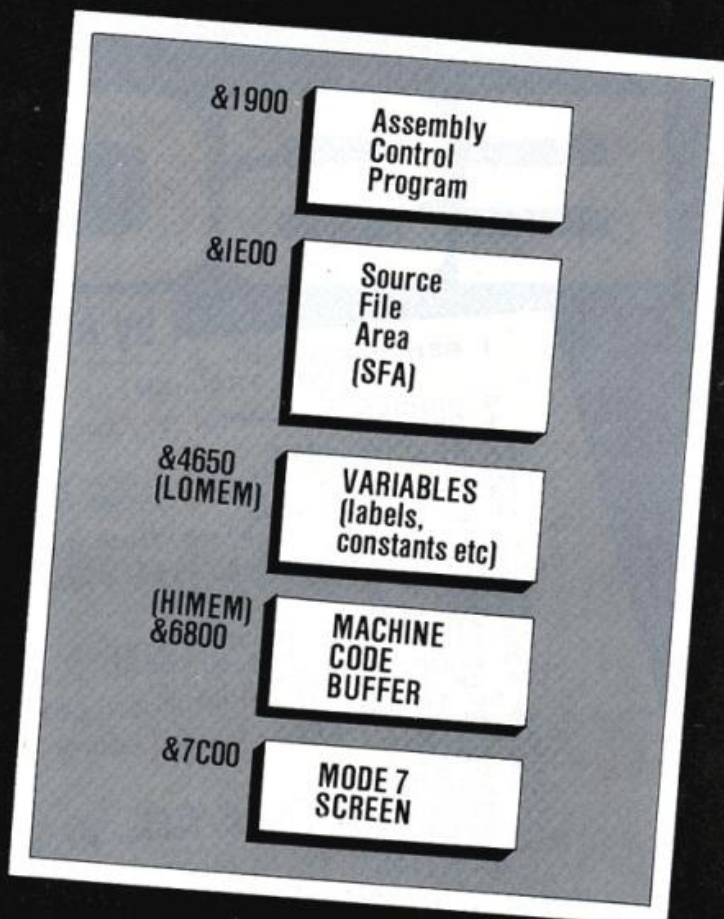 &1900
Assembly
Control
Program
&IE00
Source
File
Area
(SFA)
&4650
(LOMEM)
VARIABLES
(labels,
constants etc)
(HIMEM)
&6800
MACHINE
CODE
BUFFER
&7C00
MODE 7
SCREEN